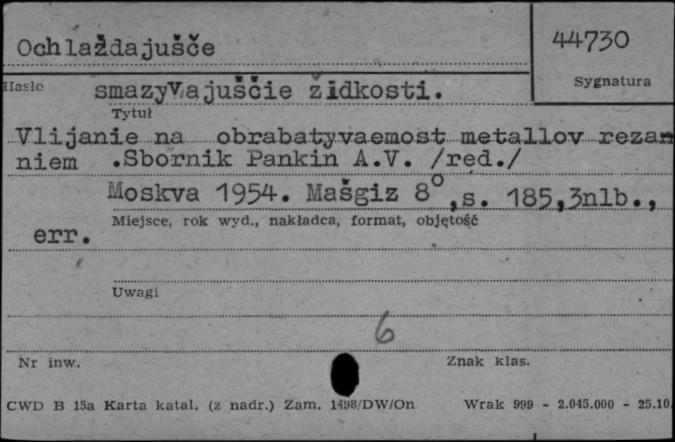 Ochlaždajušče
44730
Hasło
Sygnatura
smazyvajuščie židkosti.
Tytuł
Vlijanie na obrabatyvaemost metallov rezan
niem .Sbornik Pankin A.V. /red./
Moskva 1954. Mašgiz 8°,s. 185,3nlb.,
Miejsce, rok wyd., nakładca, format, objętość
err.
Uwagi
6
Nr inw.
Znak klas.
CWD B 15a Karta katal. (z nadr.) Zam. 1498/DW/On Wrak 999 - 2.045.000 - 25.10.